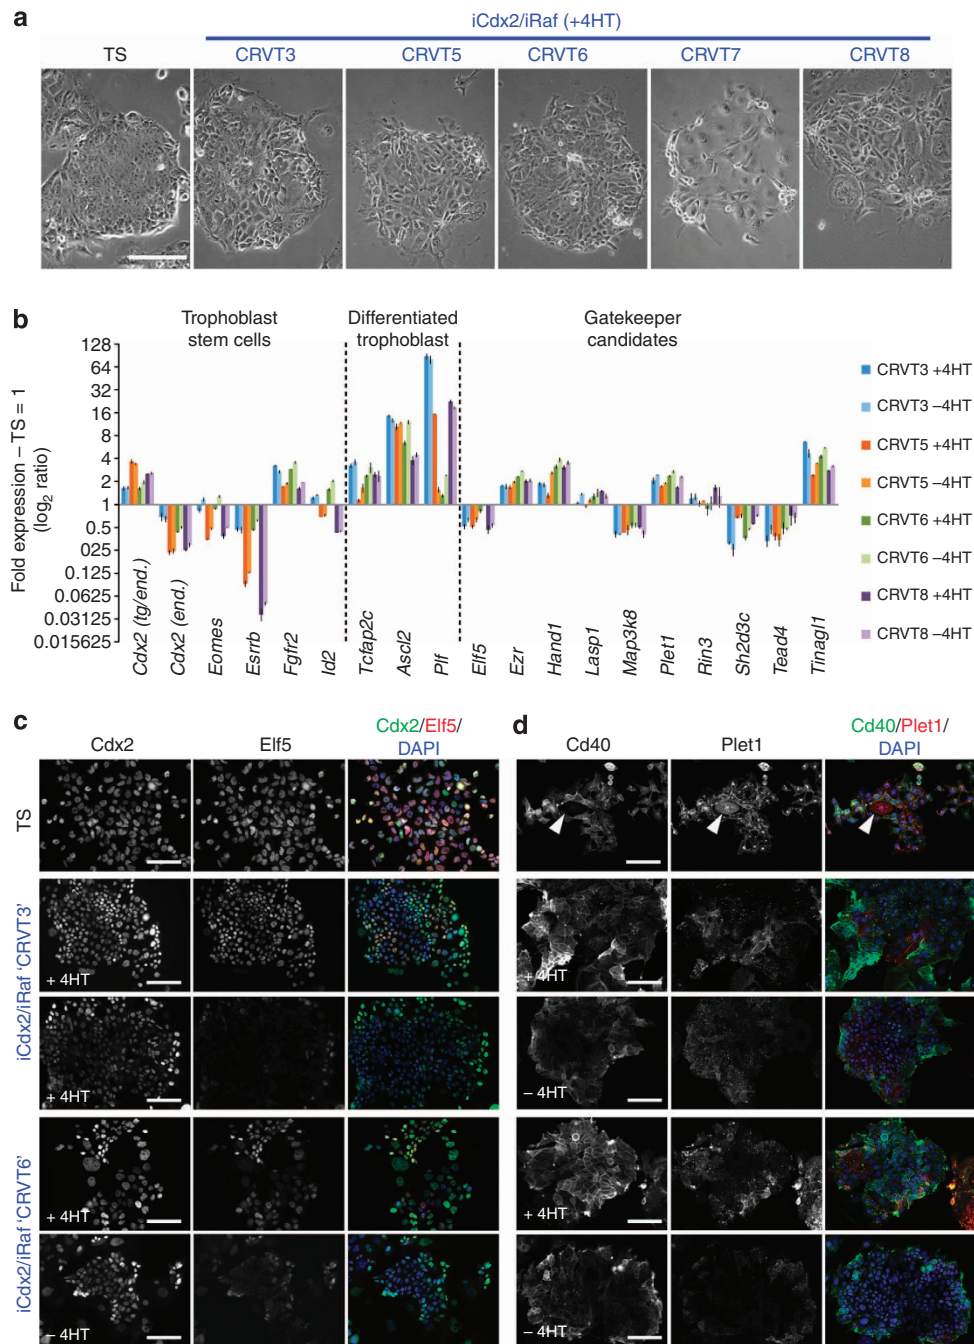 a
iCdx2/iRaf (+4HT)
TS
CRVT3
CRVT5
CRVT6
CRVT7
CRVT8
b
Trophoblast
stem cells
Differentiated
trophoblast
Gatekeeper
candidates
Fold expression – TS = 1
(log2 ratio)
128
64
32
16
8
4
2
1
0.5
0.25
0.125
0.0625
0.03125
0.015625
Cdx2 (tg/end.)
Cdx2 (end.)
Eomes
Esrrb
Fgfr2
Id2
Tcfap2c
Ascl2
Plf
Elf5
Ezr
Hand1
Lasp1
Map3k8
Plet1
Rin3
Sh2d3c
Tead4
Tinagl1
CRVT3 +4HT
CRVT3 –4HT
CRVT5 +4HT
CRVT5 –4HT
CRVT6 +4HT
CRVT6 –4HT
CRVT8 +4HT
CRVT8 –4HT
c
Cdx2
Elf5
Cdx2/Elf5/
DAPI
TS
iCdx2/iRaf 'CRVT3'
+ 4HT
+ 4HT
iCdx2/iRaf 'CRVT6'
+ 4HT
– 4HT
d
Cd40
Plet1
Cd40/Plet1/
DAPI
+ 4HT
– 4HT
+ 4HT
– 4HT